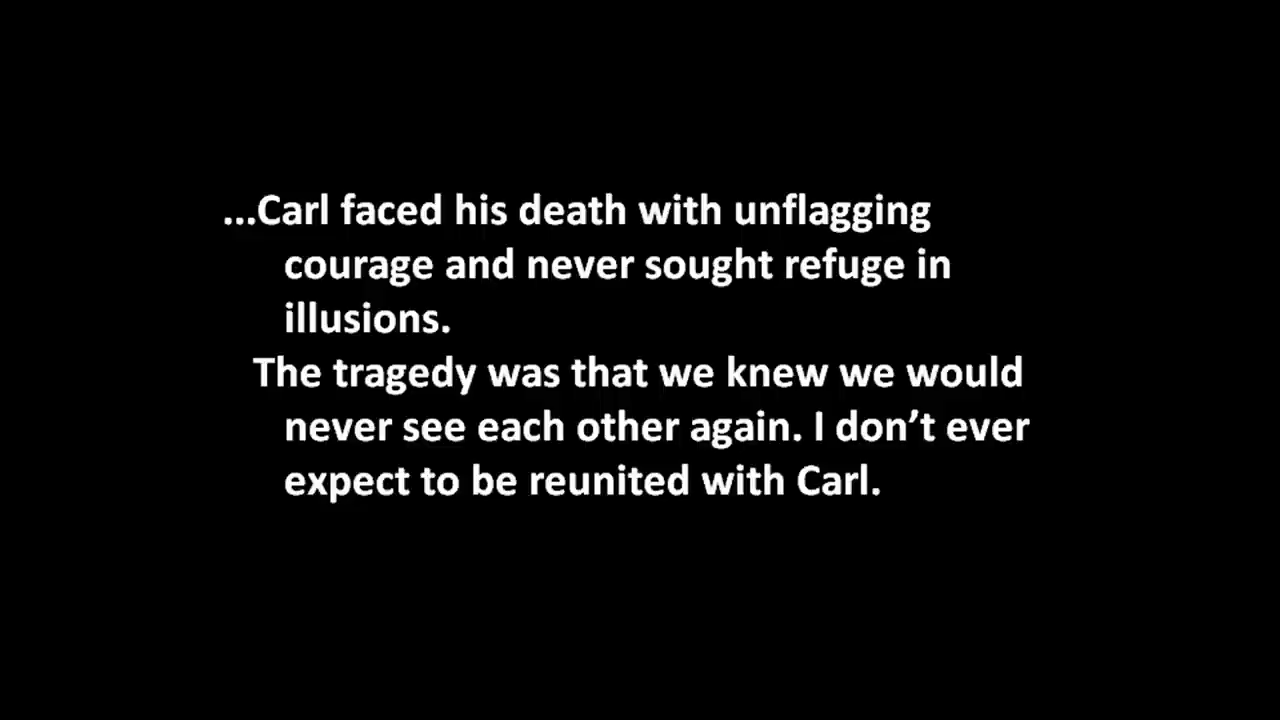 ...Carl faced his death with unflagging
courage and never sought refuge in
illusions.
The tragedy was that we knew we would
never see each other again. I don’t ever
expect to be reunited with Carl.